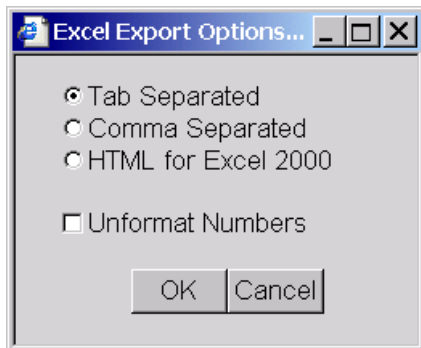 Excel Export Options...
Tab Separated
Comma Separated
HTML for Excel 2000
Unformat Numbers
OK Cancel